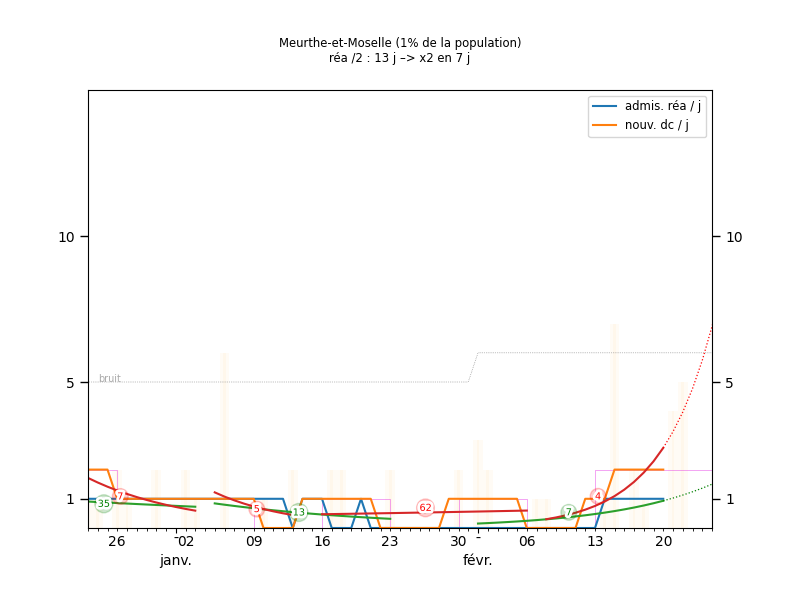 Meurthe-et-Moselle (1% de la population)
réa /2 : 13 j –> x2 en 7 j
admis. réa / j
nouv. dc / j
10 10
5 5
bruit
1 1
35 7 5 13 62 7 4
26 02 09 16 23 30 06 13 20
janv. févr.